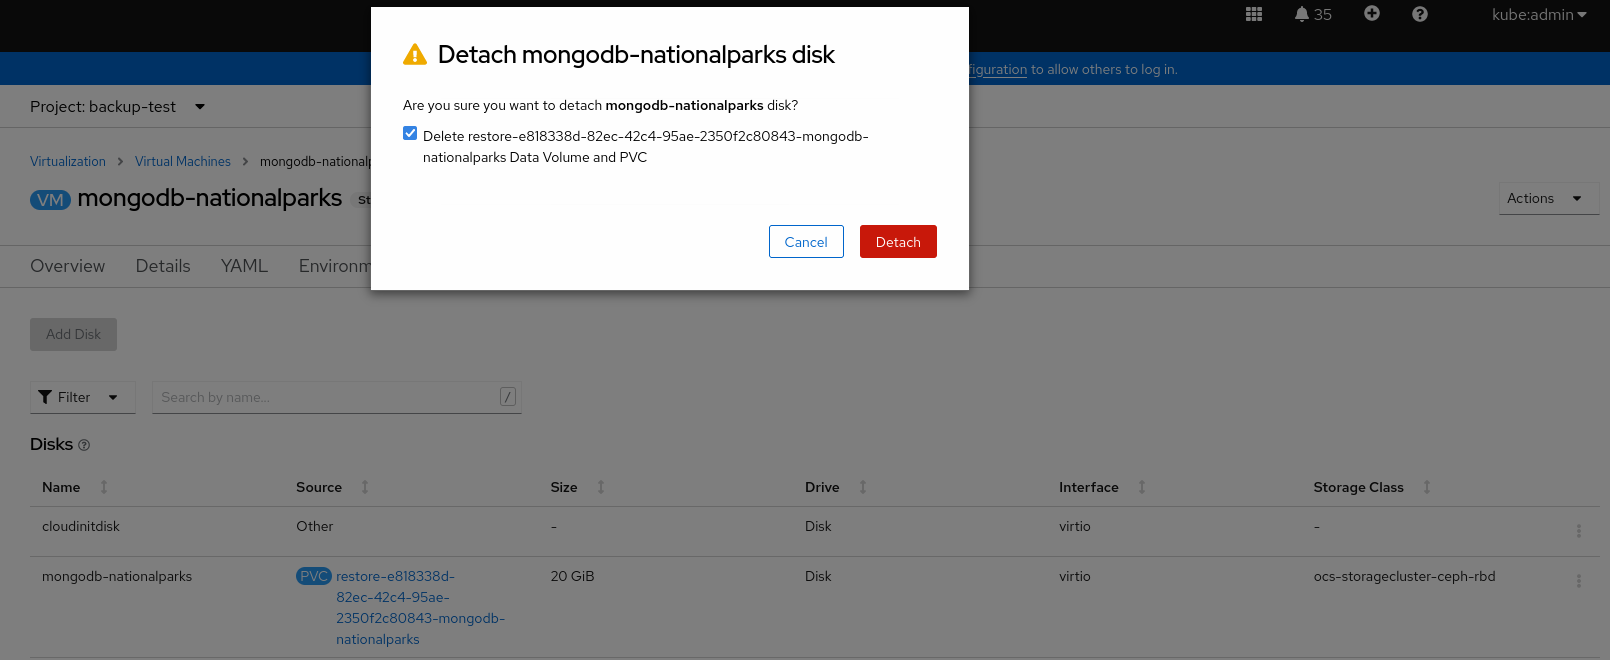 35
kube:admin
Detach mongodb-nationalparks disk
figuration to allow others to log in.
Project: backup-test
Are you sure you want to detach mongodb-nationalparks disk?
Delete restore-e818338d-82ec-42c4-95ae-2350f2c80843-mongodb-
nationalparks Data Volume and PVC
Virtualization > Virtual Machines > mongodb-nationalp
VM mongodb-nationalparks St
Actions
Cancel Detach
Overview Details YAML Environm
Add Disk
Filter Search by name... /
Disks
Name Source Size Drive Interface Storage Class
cloudinitdisk Other - Disk virtio -
mongodb-nationalparks PVC restore-e818338d- 20 GiB Disk virtio ocs-storagecluster-ceph-rbd
82ec-42c4-95ae-
2350f2c80843-mongodb-
nationalparks